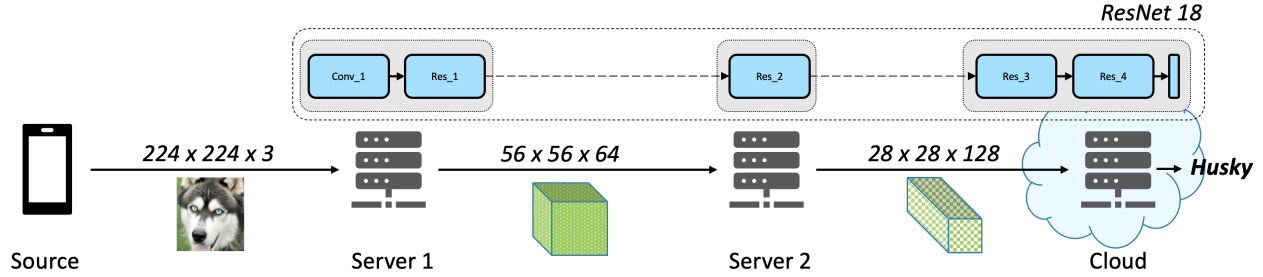 ResNet 18
Conv_1
Res_1
Res_2
Res_3
Res_4
224 x 224 x 3
56 x 56 x 64
28 x 28 x 128
Husky
Source
Server 1
Server 2
Cloud